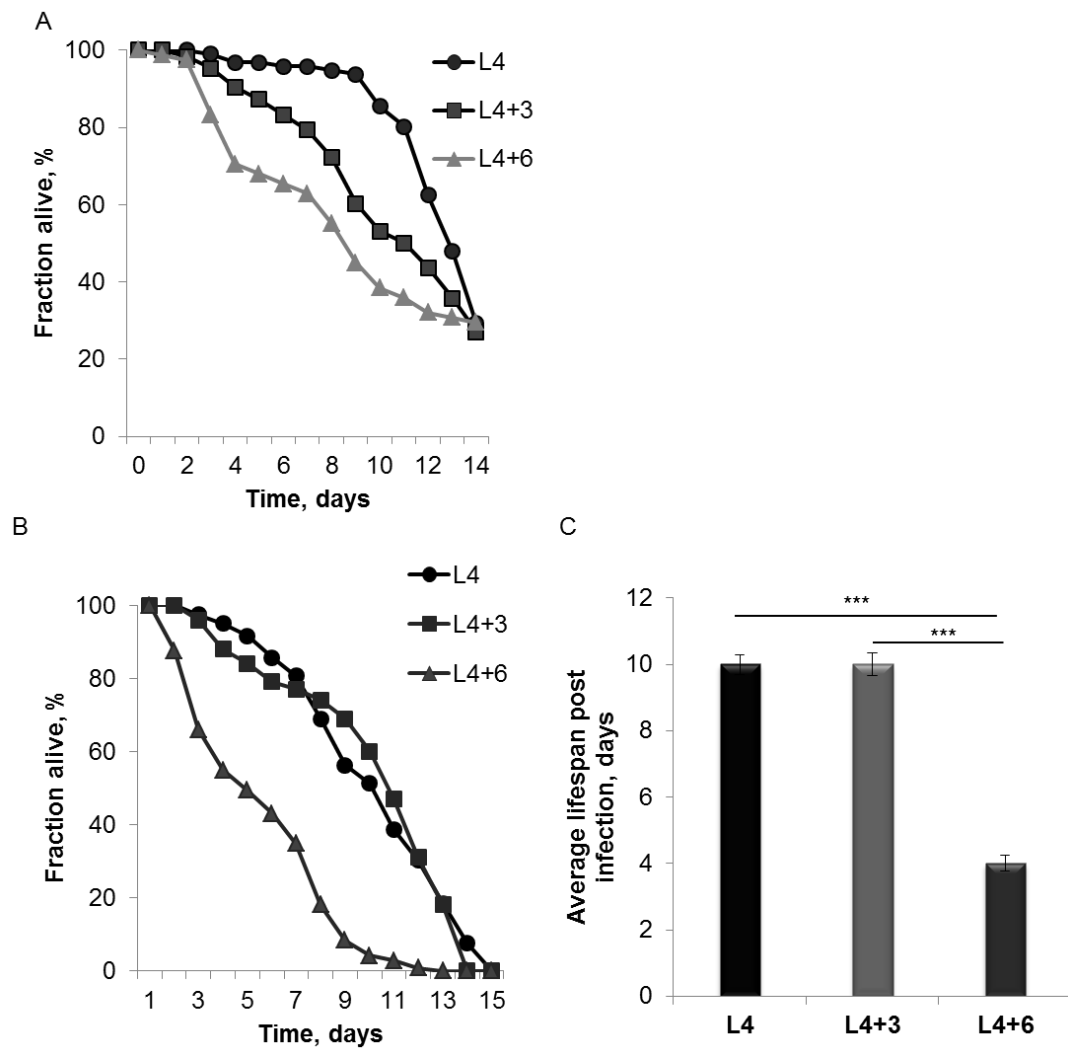 A
100
80
60
40
20
0
Fraction alive, %
L4
L4+3
L4+6
0 2 4 6 8 10 12 14
Time, days
B
100
80
60
40
20
0
Fraction alive, %
L4
L4+3
L4+6
1 3 5 7 9 11 13 15
Time, days
C
12
10
8
6
4
2
0
Average lifespan post
infection, days
***
***
L4 L4+3 L4+6